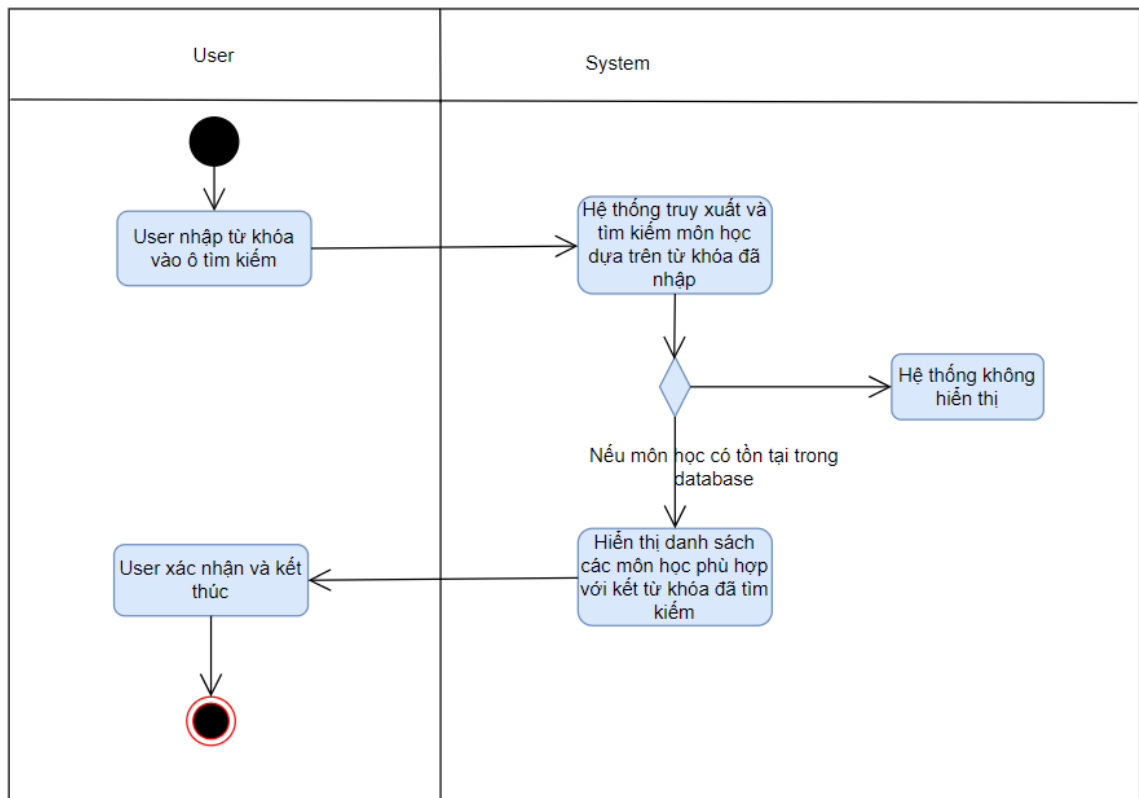 User
System
User nhập từ khóa
vào ô tìm kiếm
Hệ thống truy xuất và
tìm kiếm môn học
dựa trên từ khóa đã
nhập
Hệ thống không
hiển thị
Nếu môn học có tồn tại trong
database
Hiển thị danh sách
các môn học phù hợp
với kết từ khóa đã tìm
kiếm
User xác nhận và kết
thúc